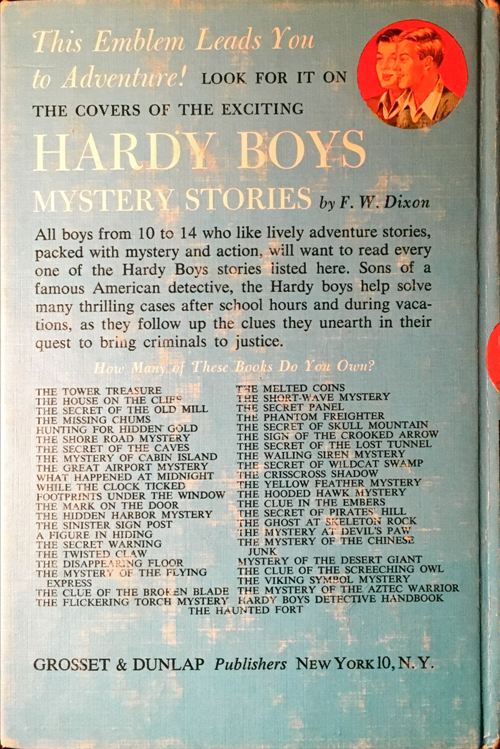 This Emblem Leads You
to Adventure! LOOK FOR IT ON
THE COVERS OF THE EXCITING
HARDY BOYS
MYSTERY STORIES by F. W. Dixon
All boys from 10 to 14 who like lively adventure stories,
packed with mystery and action, will want to read every
one of the Hardy Boys stories listed here. Sons of a
famous American detective, the Hardy boys help solve
many thrilling cases after school hours and during vaca-
tions, as they follow up the clues they unearth in their
quest to bring criminals to justice.
How Many of These Books Do You Own?
THE TOWER TREASURE
THE HOUSE ON THE CLIFF
THE SECRET OF THE OLD MILL
THE MISSING CHUMS
HUNTING FOR HIDDEN GOLD
THE SHORE ROAD MYSTERY
THE SECRET OF THE CAVES
THE MYSTERY OF CABIN ISLAND
THE GREAT AIRPORT MYSTERY
WHAT HAPPENED AT MIDNIGHT
WHILE THE CLOCK TICKED
FOOTPRINTS UNDER THE WINDOW
THE MARK ON THE DOOR
THE HIDDEN HARBOR MYSTERY
THE SINISTER SIGN POST
A FIGURE IN HIDING
THE SECRET WARNING
THE TWISTED CLAW
THE DISAPPEARING FLOOR
THE MYSTERY OF THE FLYING
EXPRESS
THE CLUE OF THE BROKEN BLADE
THE FLICKERING TORCH MYSTERY
THE MELTED COINS
THE SHORT-WAVE MYSTERY
THE SECRET PANEL
THE PHANTOM FREIGHTER
THE SECRET OF SKULL MOUNTAIN
THE SIGN OF THE CROOKED ARROW
THE SECRET OF THE LOST TUNNEL
THE WAILING SIREN MYSTERY
THE SECRET OF WILDCAT SWAMP
THE CRISSCROSS SHADOW
THE YELLOW FEATHER MYSTERY
THE HOODED HAWK MYSTERY
THE CLUE IN THE EMBERS
THE SECRET OF PIRATES' HILL
THE GHOST AT SKELETON ROCK
THE MYSTERY AT DEVIL'S PAW
THE MYSTERY OF THE CHINESE
JUNK
MYSTERY OF THE DESERT GIANT
THE CLUE OF THE SCREECHING OWL
THE VIKING SYMBOL MYSTERY
THE MYSTERY OF THE AZTEC WARRIOR
HARDY BOYS DETECTIVE HANDBOOK
THE HAUNTED FORT
GROSSET & DUNLAP Publishers NEW YORK 10, N. Y.